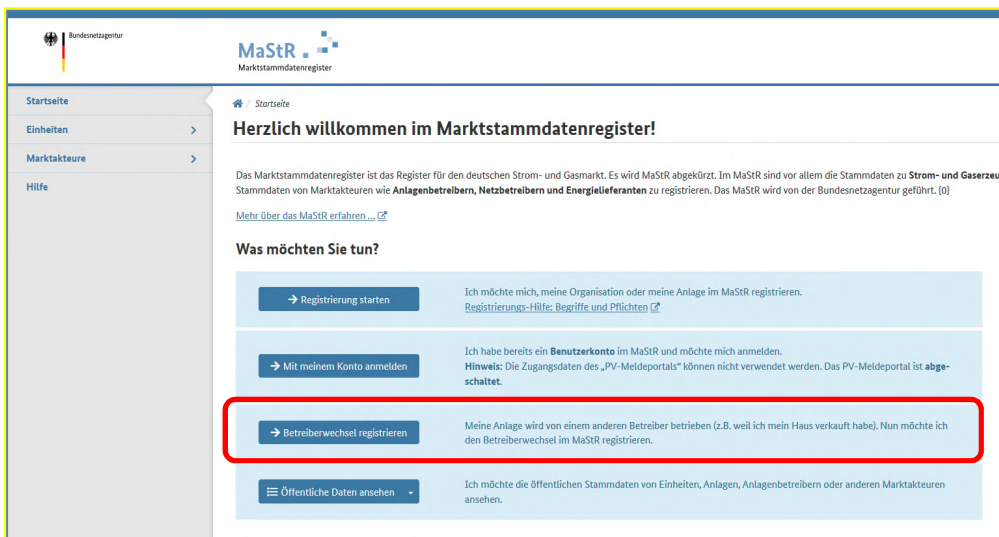 Bundesnetzagentur
MaStR
Marktstammdatenregister
Startseite
Einheiten
Marktakteure
Hilfe
/ Startseite
Herzlich willkommen im Marktstammdatenregister!
Das Marktstammdatenregister ist das Register für den deutschen Strom- und Gasmarkt. Es wird MaStR abgekürzt. Im MaStR sind vor allem die Stammdaten zu Strom- und Gaserzeu
Stammdaten von Marktakteuren wie Anlagenbetreibern, Netzbetreibern und Energielieferanten zu registrieren. Das MaStR wird von der Bundesnetzagentur geführt. {0}
Mehr über das MaStR erfahren ...
Was möchten Sie tun?
Registrierung starten
Ich möchte mich, meine Organisation oder meine Anlage im MaStR registrieren.
Registrierungs-Hilfe: Begriffe und Pflichten
Mit meinem Konto anmelden
Ich habe bereits ein Benutzerkonto im MaStR und möchte mich anmelden.
Hinweis: Die Zugangsdaten des „PV-Meldeportals“ können nicht verwendet werden. Das PV-Meldeportal ist abge-
schaltet.
Betreiberwechsel registrieren
Meine Anlage wird von einem anderen Betreiber betrieben (z.B. weil ich mein Haus verkauft habe). Nun möchte ich
den Betreiberwechsel im MaStR registrieren.
Öffentliche Daten ansehen
Ich möchte die öffentlichen Stammdaten von Einheiten, Anlagen, Anlagenbetreibern oder anderen Marktakteuren
ansehen.